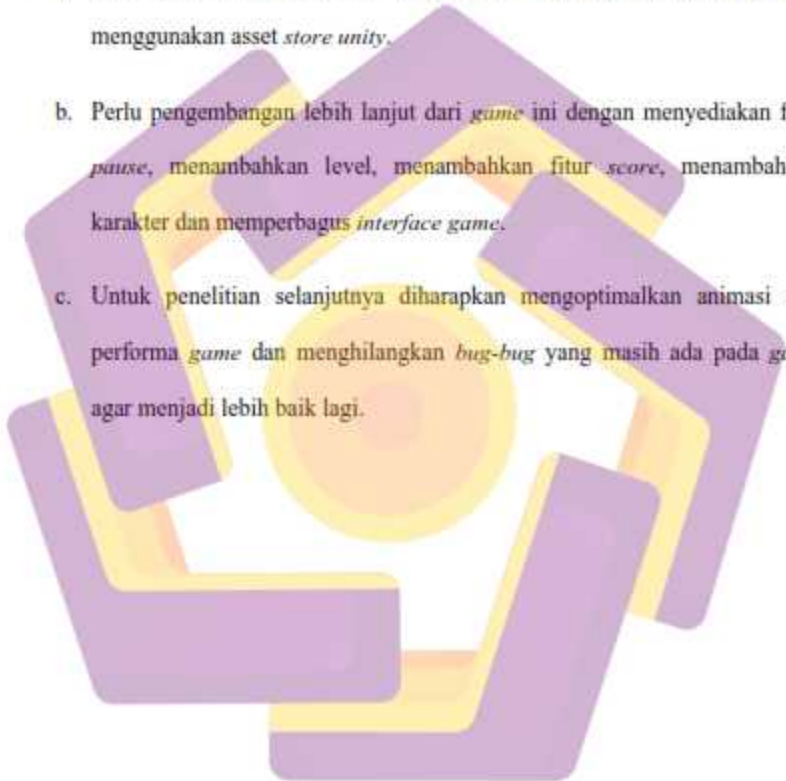 menggunakan asset store unity.
b. Perlu pengembangan lebih lanjut dari game ini dengan menyediakan
pause, menambahkan level, menambahkan fitur score,
karakter dan memperbagus interface game.
c. Untuk penelitian selanjutnya diharapkan mengoptimalkan animasi
performa game dan menghilangkan bug-bug yang masih ada pada
agar menjadi lebih baik lagi.